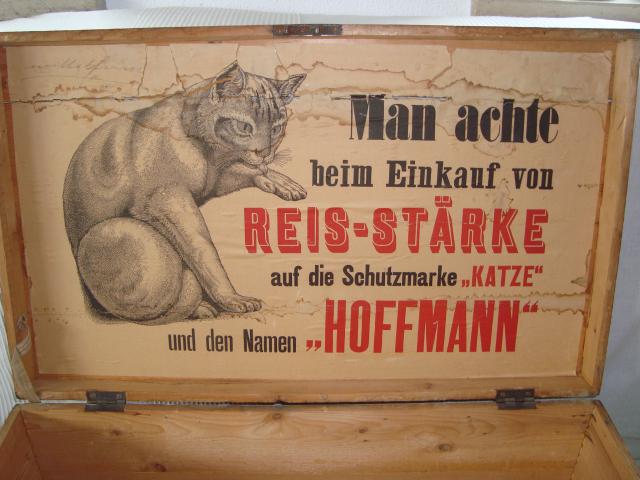 Man achte
beim Einkauf von
REIS-STÄRKE
auf die Schutzmarke „KATZE“
und den Namen „HOFFMANN“